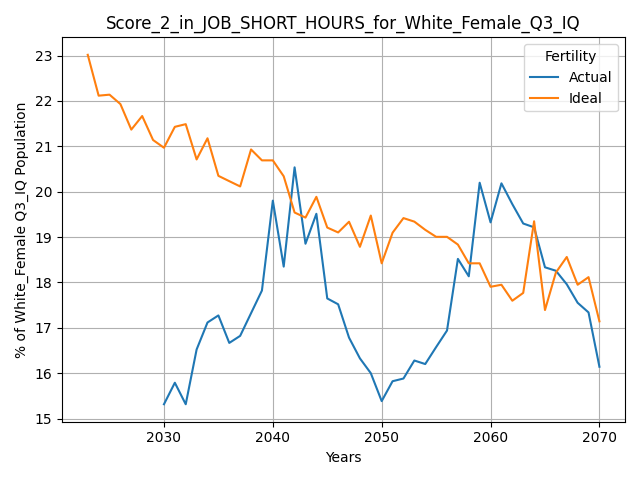 Score_2_in_JOB_SHORT_HOURS_for_White_Female_Q3_IQ
Fertility
Actual
Ideal
% of White_Female Q3_IQ Population
23
22
21
20
19
18
17
16
15
2030 2040 2050 2060 2070
Years